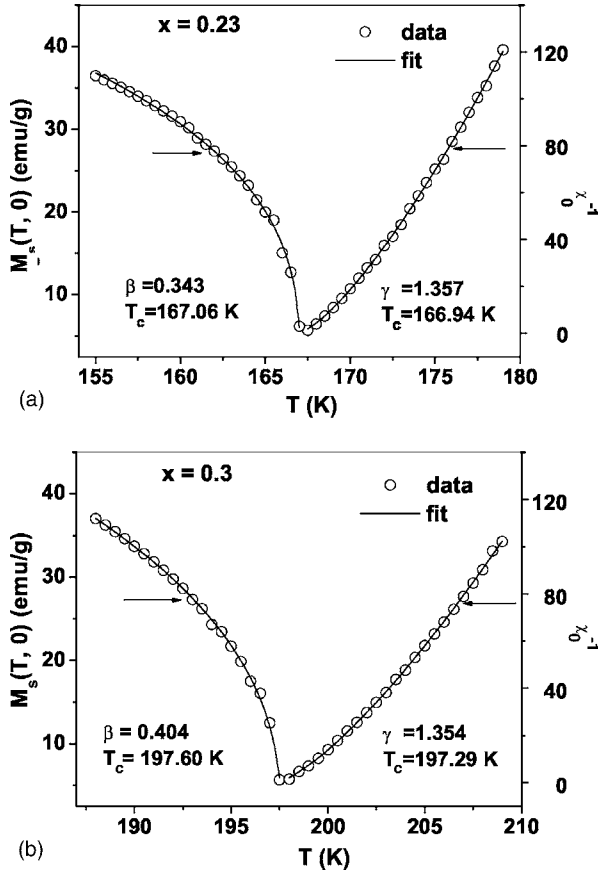 x = 0.23
data
fit
M_s(T, 0) (emu/g)
40
30
20
10
120
80
40
0
χ₀⁻¹
β =0.343
T_c=167.06 K
γ =1.357
T_c=166.94 K
155 160 165 170 175 180
(a)
T (K)
x = 0.3
data
fit
M_s(T, 0) (emu/g)
40
30
20
10
120
80
40
0
χ₀⁻¹
β = 0.404
T_c= 197.60 K
γ =1.354
T_c=197.29 K
190 195 200 205 210
(b)
T (K)